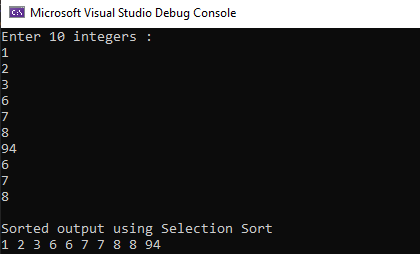 Microsoft Visual Studio Debug Console
Enter 10 integers :
1
2
3
6
7
8
94
6
7
8
Sorted output using Selection Sort
1 2 3 6 6 7 7 8 8 94